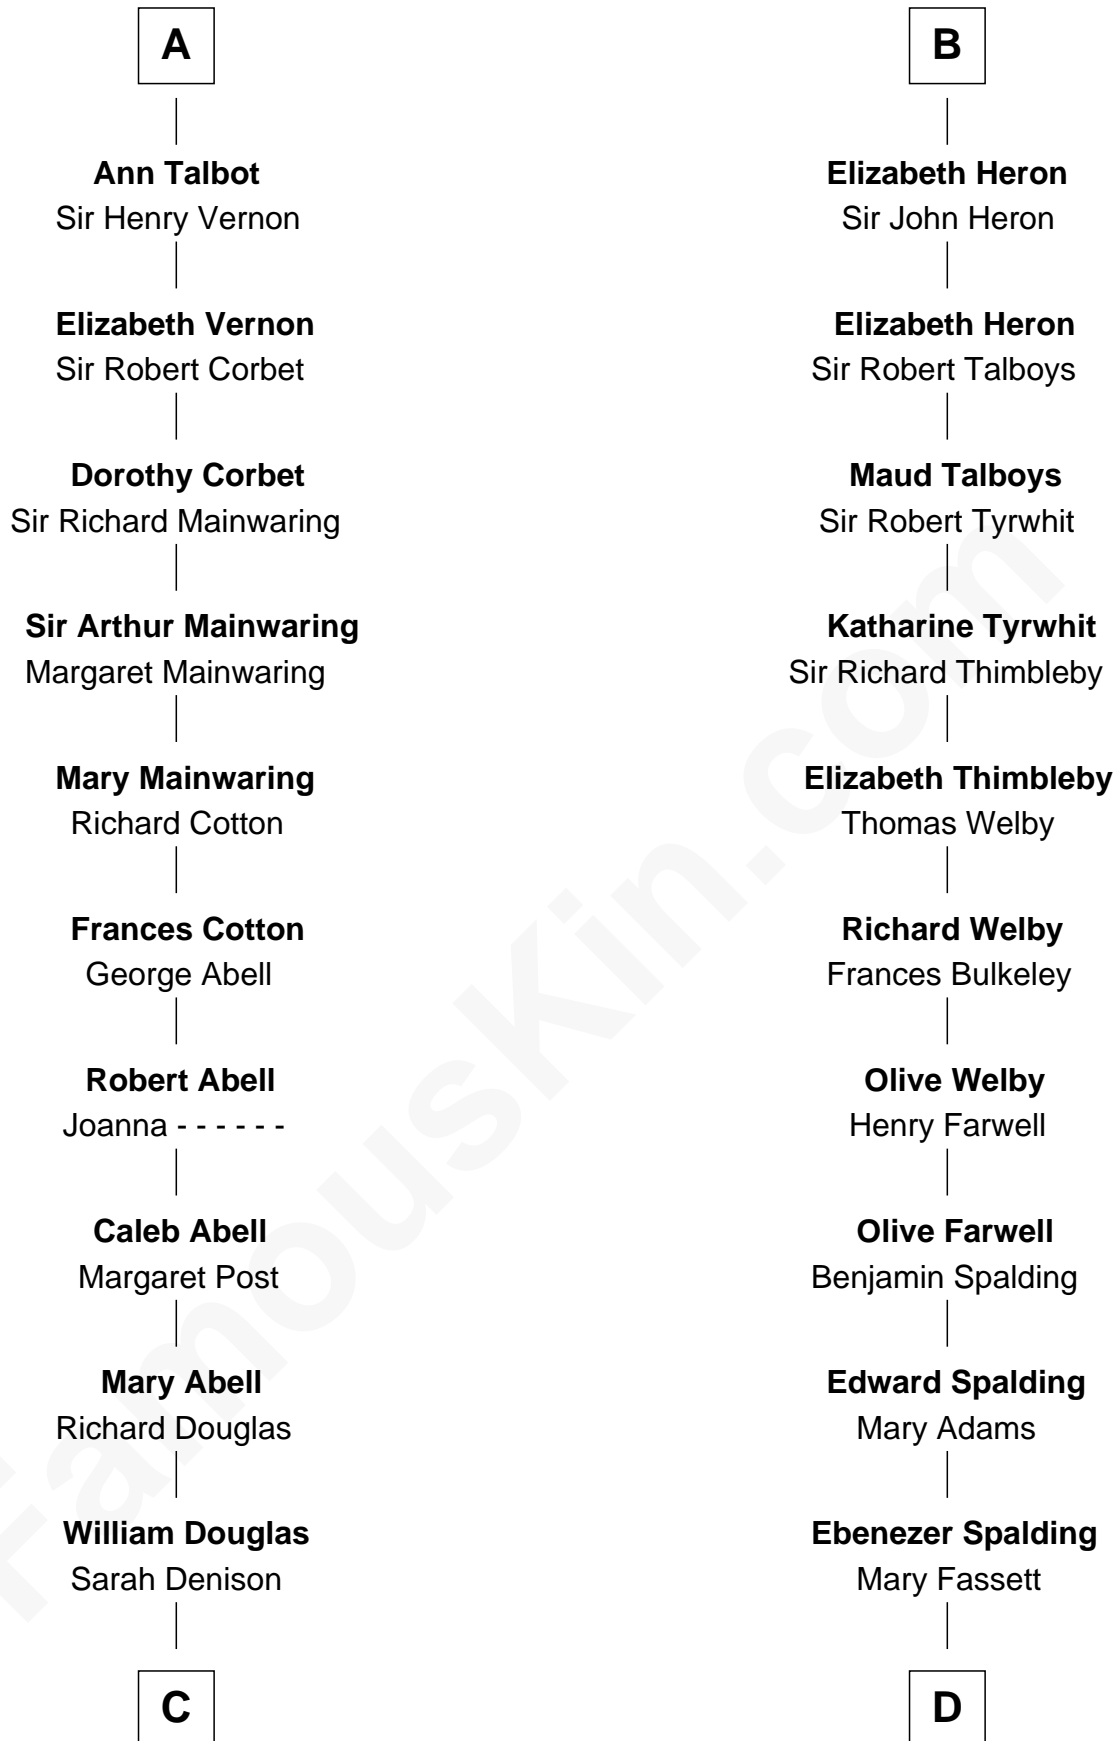 A
Ann Talbot
Sir Henry Vernon
Elizabeth Vernon
Sir Robert Corbet
Dorothy Corbet
Sir Richard Mainwaring
Sir Arthur Mainwaring
Margaret Mainwaring
Mary Mainwaring
Richard Cotton
Frances Cotton
George Abell
Robert Abell
Joanna - - - - - -
Caleb Abell
Margaret Post
Mary Abell
Richard Douglas
William Douglas
Sarah Denison
C
B
Elizabeth Heron
Sir John Heron
Elizabeth Heron
Sir Robert Talboys
Maud Talboys
Sir Robert Tyrwhit
Katharine Tyrwhit
Sir Richard Thimbleby
Elizabeth Thimbleby
Thomas Welby
Richard Welby
Frances Bulkeley
Olive Welby
Henry Farwell
Olive Farwell
Benjamin Spalding
Edward Spalding
Mary Adams
Ebenezer Spalding
Mary Fassett
D
FamousKin.com